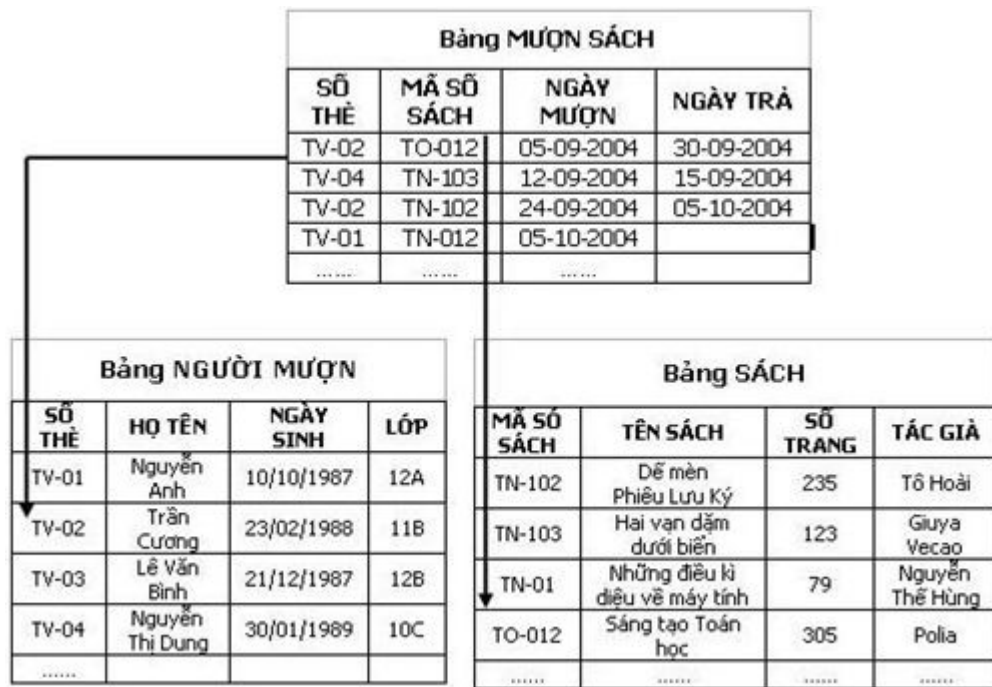 Bảng MƯỢN SÁCH
SỐ THẺ MÃ SỐ SÁCH NGÀY MƯỢN NGÀY TRẢ
TV-02 TO-012 05-09-2004 30-09-2004
TV-04 TN-103 12-09-2004 15-09-2004
TV-02 TN-102 24-09-2004 05-10-2004
TV-01 TN-012 05-10-2004
...... ...... ......
Bảng NGƯỜI MƯỢN
SỐ THẺ HỌ TÊN NGÀY SINH LỚP
TV-01 Nguyễn Anh 10/10/1987 12A
TV-02 Trần Cương 23/02/1988 11B
TV-03 Lê Văn Bình 21/12/1987 12B
TV-04 Nguyễn Thị Dung 30/01/1989 10C
......
Bảng SÁCH
MÃ SỐ SÁCH TÊN SÁCH SỐ TRANG TÁC GIẢ
TN-102 Dế mèn Phiêu Lưu Ký 235 Tô Hoài
TN-103 Hai vạn dặm dưới biển 123 Giuya Vecao
TN-01 Những điều kì diệu về máy tính 79 Nguyễn Thế Hùng
TO-012 Sáng tạo Toán học 305 Polia
...... ...... ...... ......